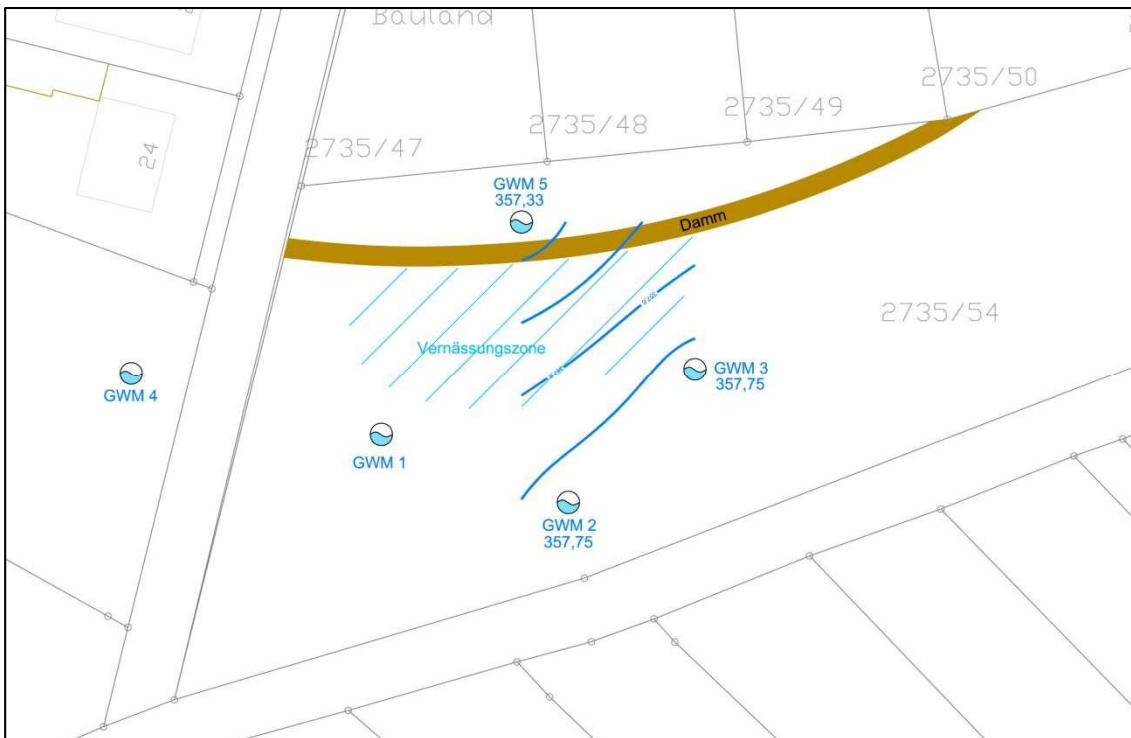 Bauland
2735/50
2735/49
2735/48
2735/47
24
GWM 5
357,33
Damm
2735/54
Vernässungszone
GWM 3
357,75
GWM 4
GWM 1
GWM 2
357,75